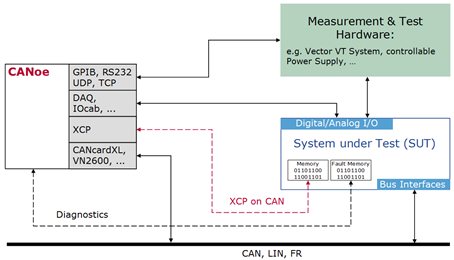 Measurement & Test
Hardware:
e.g. Vector VT System, controllable
Power Supply, ...
CANoe
GPIB, RS232
UDP, TCP
DAQ,
IOcab, ...
XCP
CANcardXL,
VN2600, ...
Digital/Analog I/O
System under Test (SUT)
Memory
01101100
11001101
Fault Memory
01101100
11001101
Bus Interfaces
XCP on CAN
Diagnostics
CAN, LIN, FR